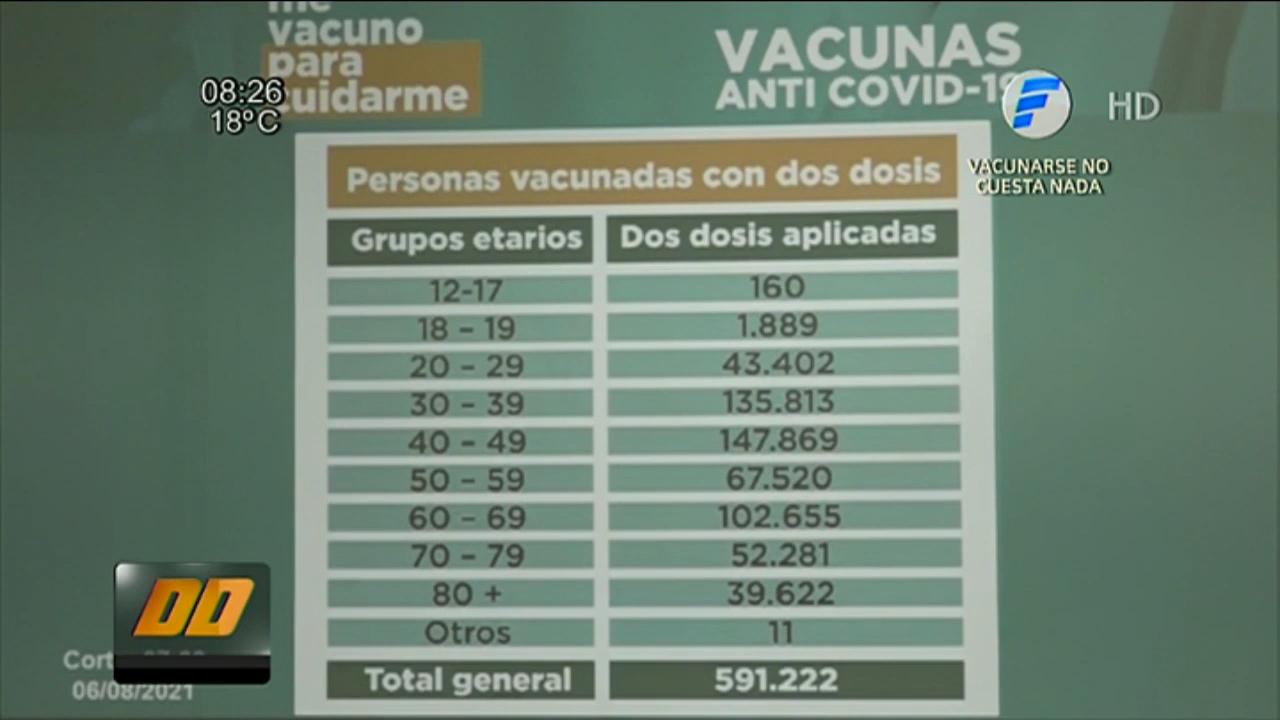 me
vacuno
para
cuidarme
08:26
18°C
VACUNAS
ANTI COVID-19
HD
VACUNARSE NO
CUESTA NADA
Personas vacunadas con dos dosis
Grupos etarios Dos dosis aplicadas
12-17 160
18 – 19 1.889
20 – 29 43.402
30 – 39 135.813
40 – 49 147.869
50 – 59 67.520
60 – 69 102.655
70 – 79 52.281
80 + 39.622
Otros 11
Total general 591.222
DD
06/08/2021